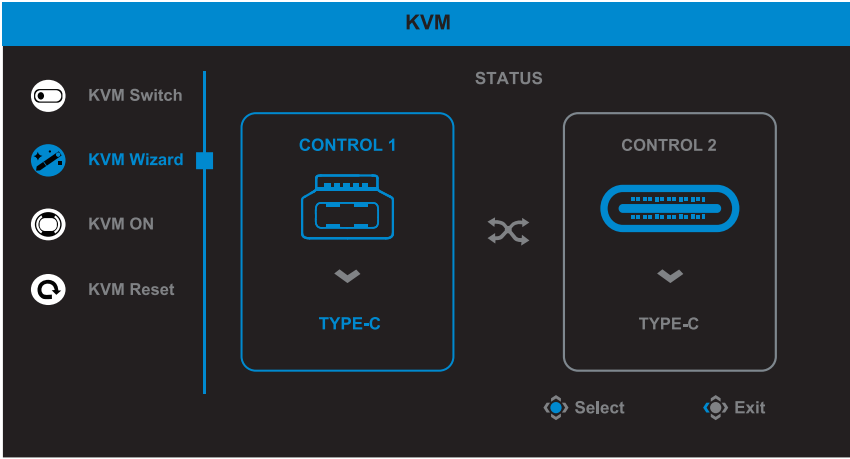 KVM
STATUS
KVM Switch
KVM Wizard
KVM ON
KVM Reset
CONTROL 1
TYPE-C
CONTROL 2
TYPE-C
Select
Exit